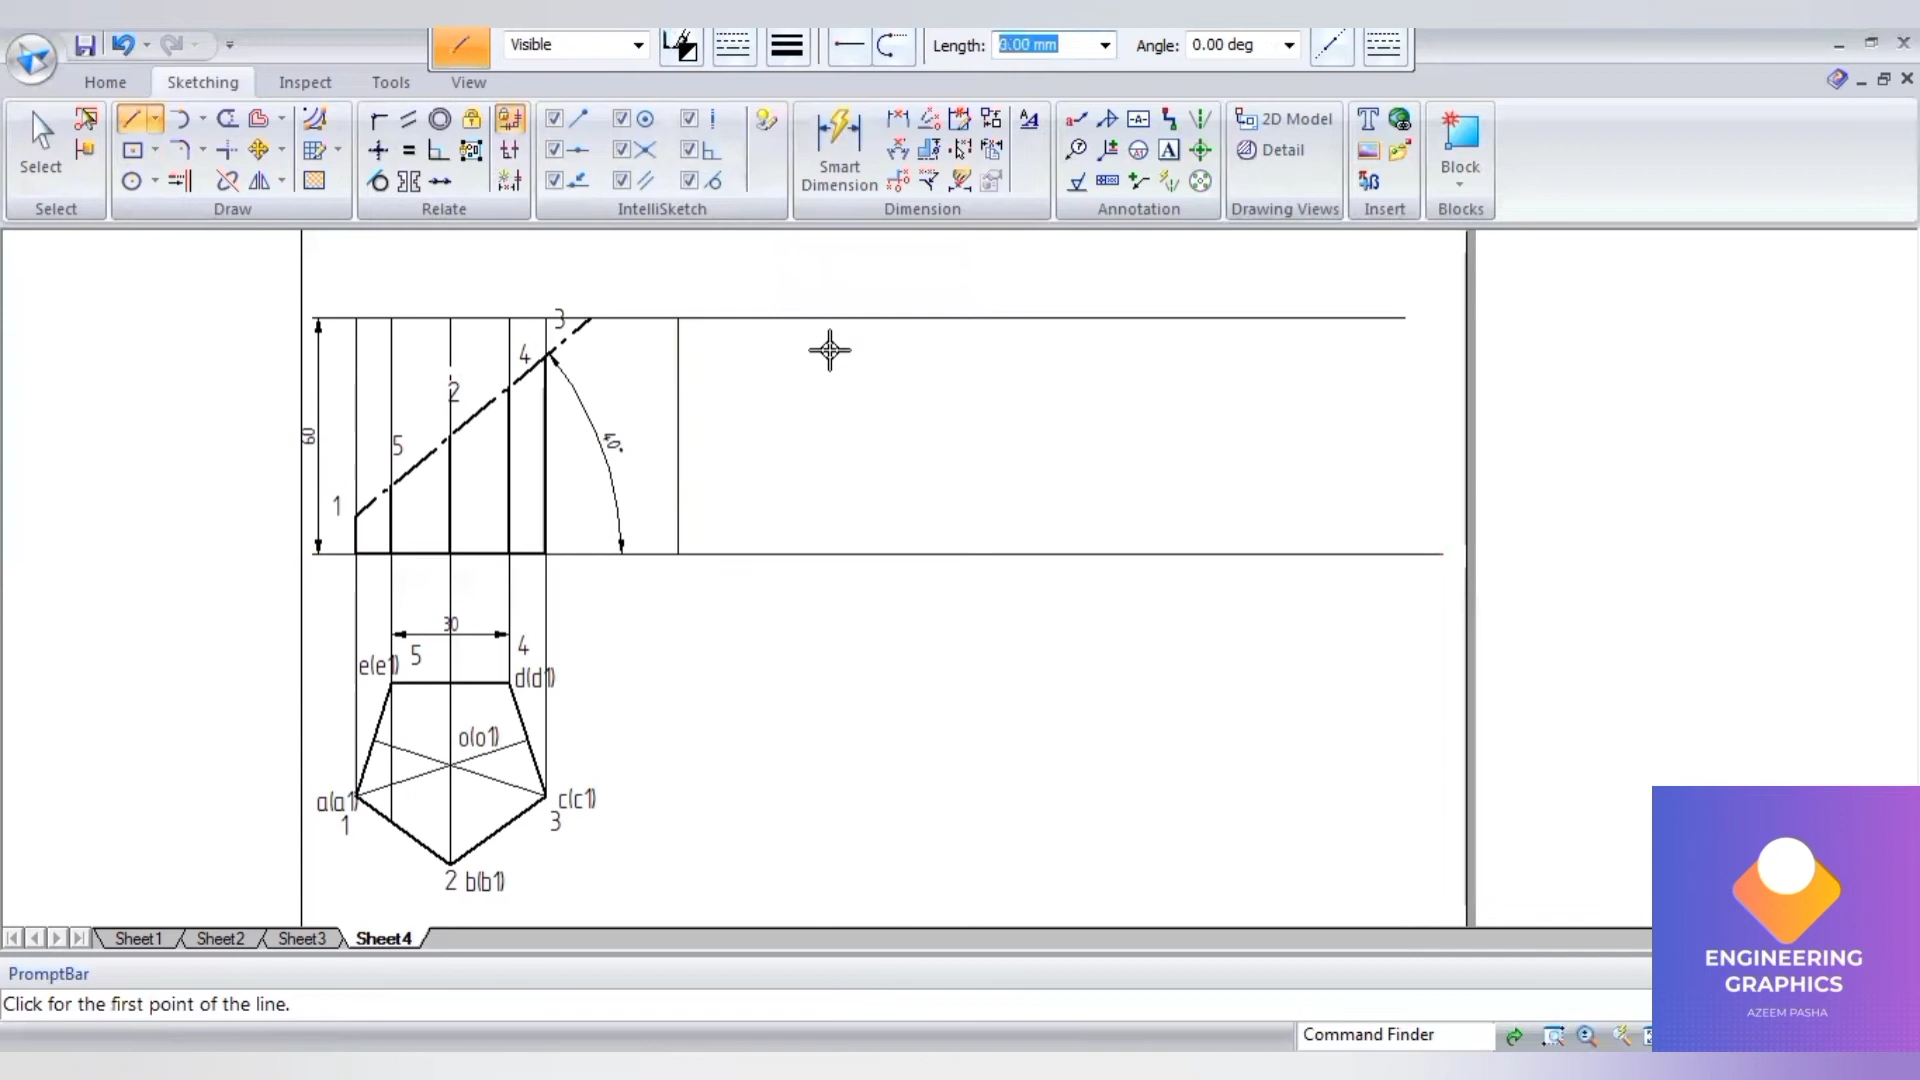 Visible
Length: 0.00 mm
Angle: 0.00 deg
Home
Sketching
Inspect
Tools
View
Select
Smart
Dimension
2D Model
Detail
Block
Select
Draw
Relate
IntelliSketch
Dimension
Annotation
Drawing Views
Insert
Blocks
3
4
2
60
5
40°
1
30
5
4
e(e1)
d(d1)
o(o1)
a(a1)
c(c1)
1
3
2 b(b1)
Sheet1
Sheet2
Sheet3
Sheet4
PromptBar
Click for the first point of the line.
Command Finder
ENGINEERING
GRAPHICS
AZEEM PASHA